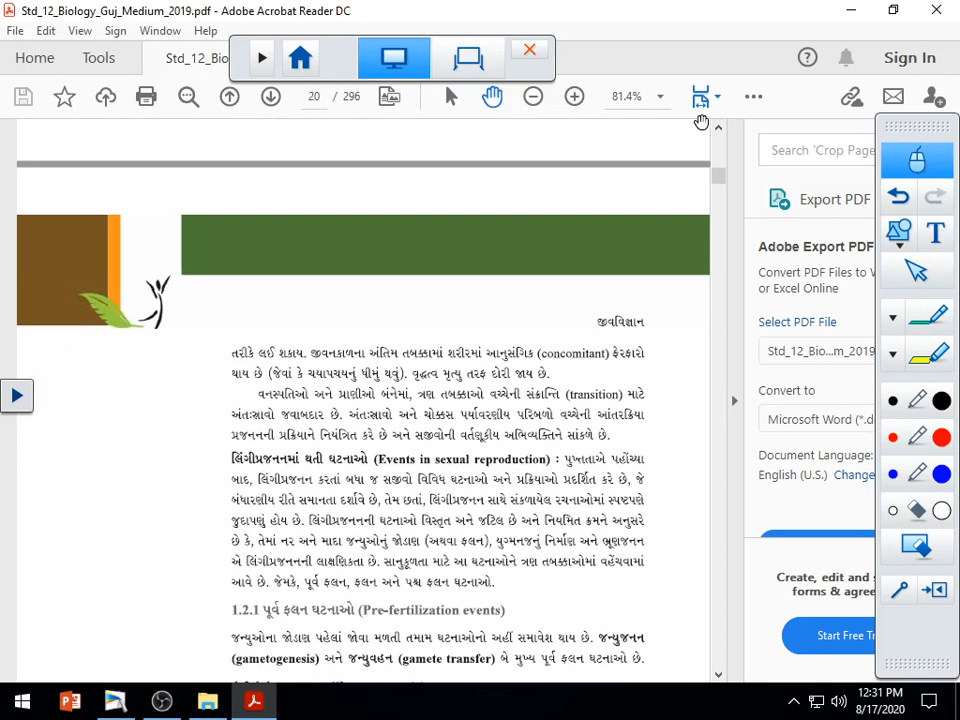 Std_12_Biology_Guj_Medium_2019.pdf - Adobe Acrobat Reader DC
File Edit View Sign Window Help
Home Tools Std_12_Bio Sign In
20 / 296 81.4%
Search 'Crop Page
Export PDF
Adobe Export PDF
Convert PDF Files to W
or Excel Online
Select PDF File
Std_12_Bio...m_2019
Convert to
Microsoft Word (*.d
Document Language:
English (U.S.) Change
Create, edit and s
forms & agree
Start Free Tr
T
જીવવિજ્ઞાન
તરીકે લઈ શકાય. જીવનકાળના અંતિમ તબક્કામાં શરીરમાં આનુસંગિક (concomitant) ફેરફારો
થાય છે (જેવાં કે ચયાપચયનું ધીમું થવું). વૃદ્ધત્વ મૃત્યુ તરફ દોરી જાય છે.
વનસ્પતિઓ અને પ્રાણીઓ બંનેમાં, ત્રણ તબક્કાઓ વચ્ચેની સંક્રાન્તિ (transition) માટે
અંતઃસ્રાવો જવાબદાર છે. અંતઃસ્રાવો અને ચોક્કસ પર્યાવરણીય પરિબળો વચ્ચેની આંતરક્રિયા
પ્રજનનની પ્રક્રિયાને નિયંત્રિત કરે છે અને સજીવોની વર્તણૂકીય અભિવ્યક્તિને સાંકળે છે.
લિંગીપ્રજનનમાં થતી ઘટનાઓ (Events in sexual reproduction) : પુખ્તતાએ પહોંચ્યા
બાદ, લિંગીપ્રજનન કરતાં બધા જ સજીવો વિવિધ ઘટનાઓ અને પ્રક્રિયાઓ પ્રદર્શિત કરે છે, જે
બંધારણીય રીતે સમાનતા દર્શાવે છે, તેમ છતાં, લિંગીપ્રજનન સાથે સંકળાયેલ રચનાઓમાં સ્પષ્ટપણે
જુદાપણું હોય છે. લિંગીપ્રજનનની ઘટનાઓ વિસ્તૃત અને જટિલ છે અને નિયમિત ક્રમને અનુસરે
છે કે, તેમાં નર અને માદા જન્યુઓનું જોડાણ (અથવા ફલન), યુગ્મનજનું નિર્માણ અને ભ્રૂણજનન
એ લિંગીપ્રજનનની લાક્ષણિકતા છે. સાનુકૂળતા માટે આ ઘટનાઓને ત્રણ તબક્કાઓમાં વહેંચવામાં
આવે છે. જેમકે, પૂર્વ ફલન, ફલન અને પશ્ચ ફલન ઘટનાઓ.
1.2.1 પૂર્વ ફલન ઘટનાઓ (Pre-fertilization events)
જન્યુઓના જોડાણ પહેલાં જોવા મળતી તમામ ઘટનાઓનો અહીં સમાવેશ થાય છે. જન્યુજનન
(gametogenesis) અને જન્યુવહન (gamete transfer) બે મુખ્ય પૂર્વ ફલન ઘટનાઓ છે.
12:31 PM
8/17/2020